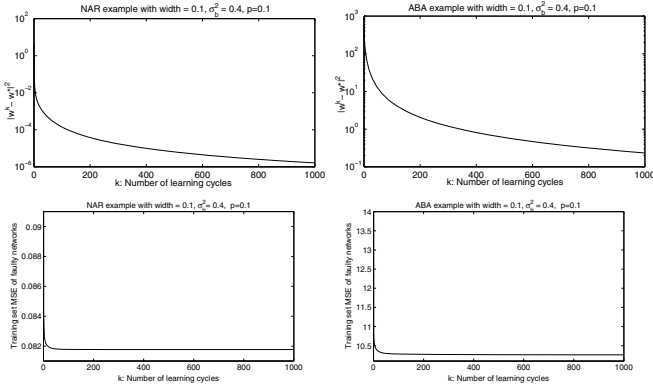 NAR example with width = 0.1, σ_b^2 = 0.4, p=0.1
10^2
10^0
10^−2
10^−4
10^−6
|w^k − w*|^2
0 200 400 600 800 1000
k: Number of learning cycles
ABA example with width = 0.1, σ_b^2 = 0.4, p=0.1
10^3
10^2
10^1
10^0
10^−1
|w^k − w*|^2
0 200 400 600 800 1000
k: Number of learning cycles
NAR example with width = 0.1, σ_b^2 = 0.4, p=0.1
0.09
0.088
0.086
0.084
0.082
Training set MSE of faulty networks
0 200 400 600 800 1000
k: Number of learning cycles
ABA example with width = 0.1, σ_b^2 = 0.4, p=0.1
14
13.5
13
12.5
12
11.5
11
10.5
Training set MSE of faulty networks
0 200 400 600 800 1000
k: Number of learning cycles